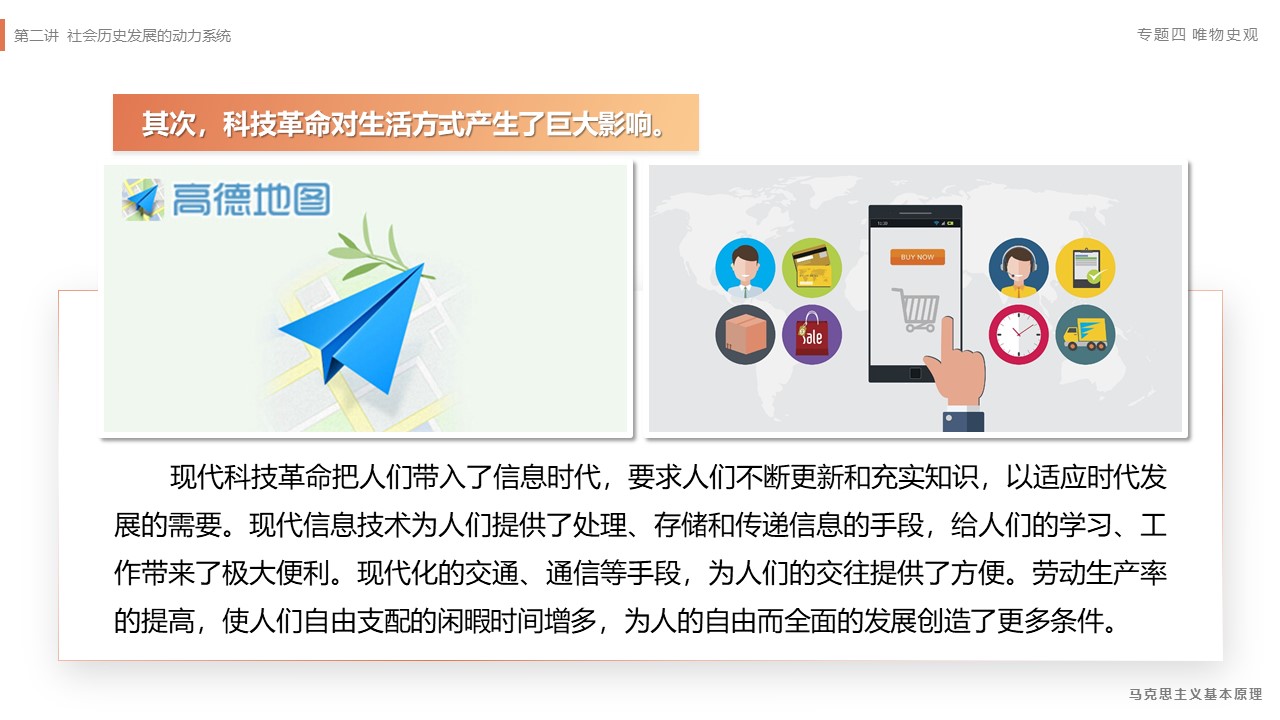 第二讲 社会历史发展的动力系统
专题四 唯物史观
其次，科技革命对生活方式产生了巨大影响。
高德地图
BUY NOW
Sale
现代科技革命把人们带入了信息时代，要求人们不断更新和充实知识，以适应时代发
展的需要。现代信息技术为人们提供了处理、存储和传递信息的手段，给人们的学习、工
作带来了极大便利。现代化的交通、通信等手段，为人们的交往提供了方便。劳动生产率
的提高，使人们自由支配的闲暇时间增多，为人的自由而全面的发展创造了更多条件。
马克思主义基本原理